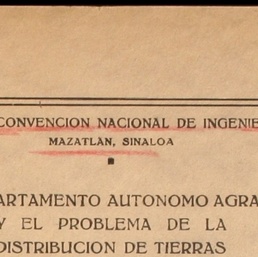 CONVENCION NACIONAL DE INGENIE
MAZATLAN, SINALOA
ARTAMENTO AUTONOMO AGRA
Y EL PROBLEMA DE LA
DISTRIBUCION DE TIERRAS